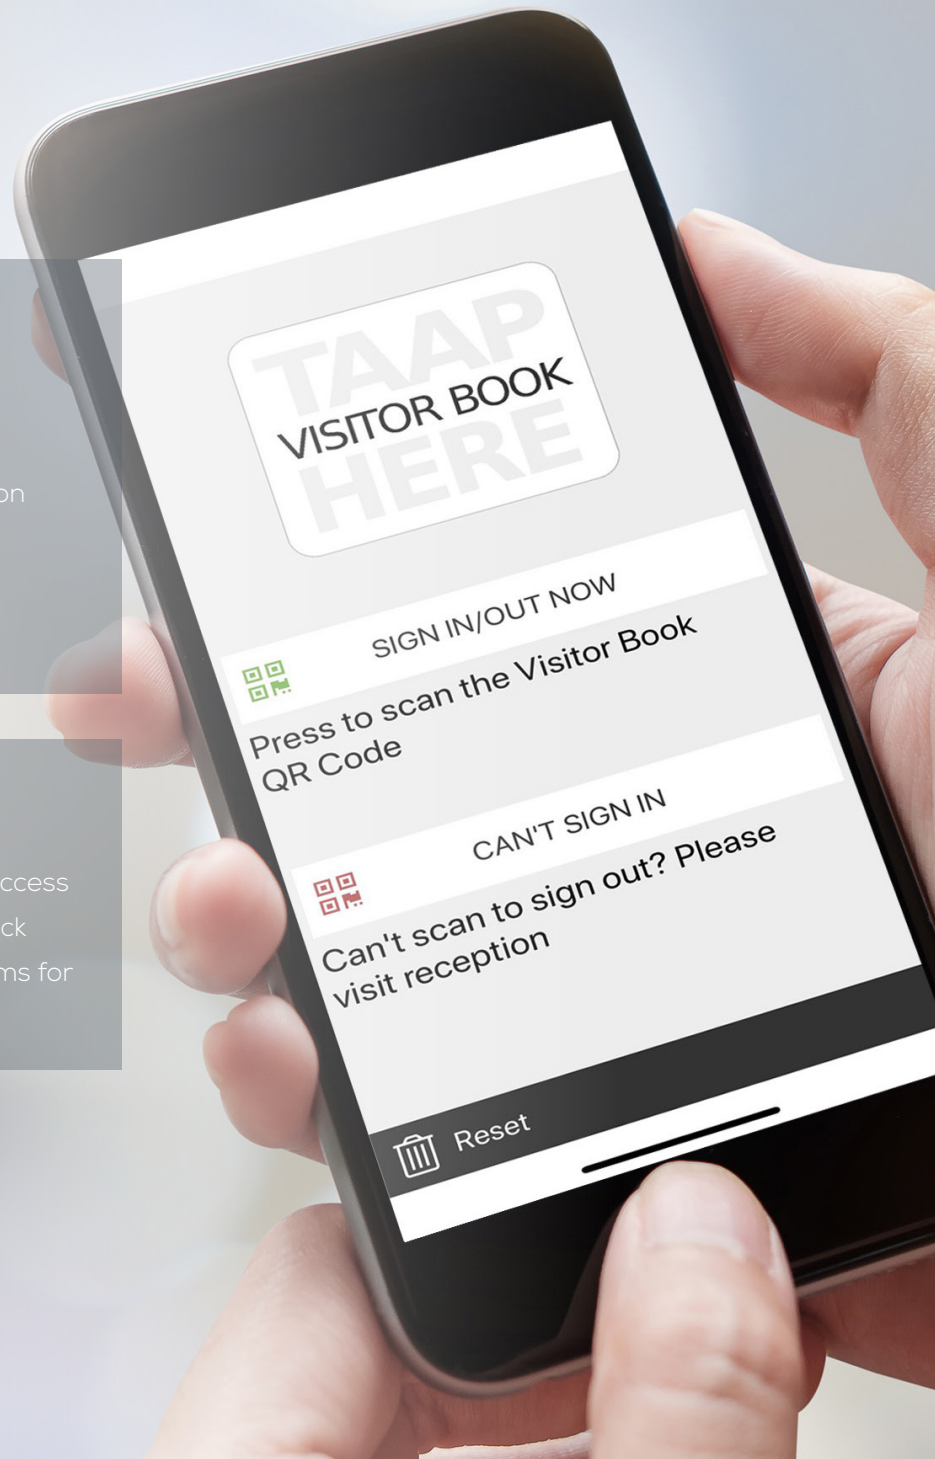 TAAP
VISITOR BOOK
HERE
on
SIGN IN/OUT NOW
Press to scan the Visitor Book
QR Code
CAN'T SIGN IN
Can't scan to sign out? Please
visit reception
ccess
ck
ms for
Reset